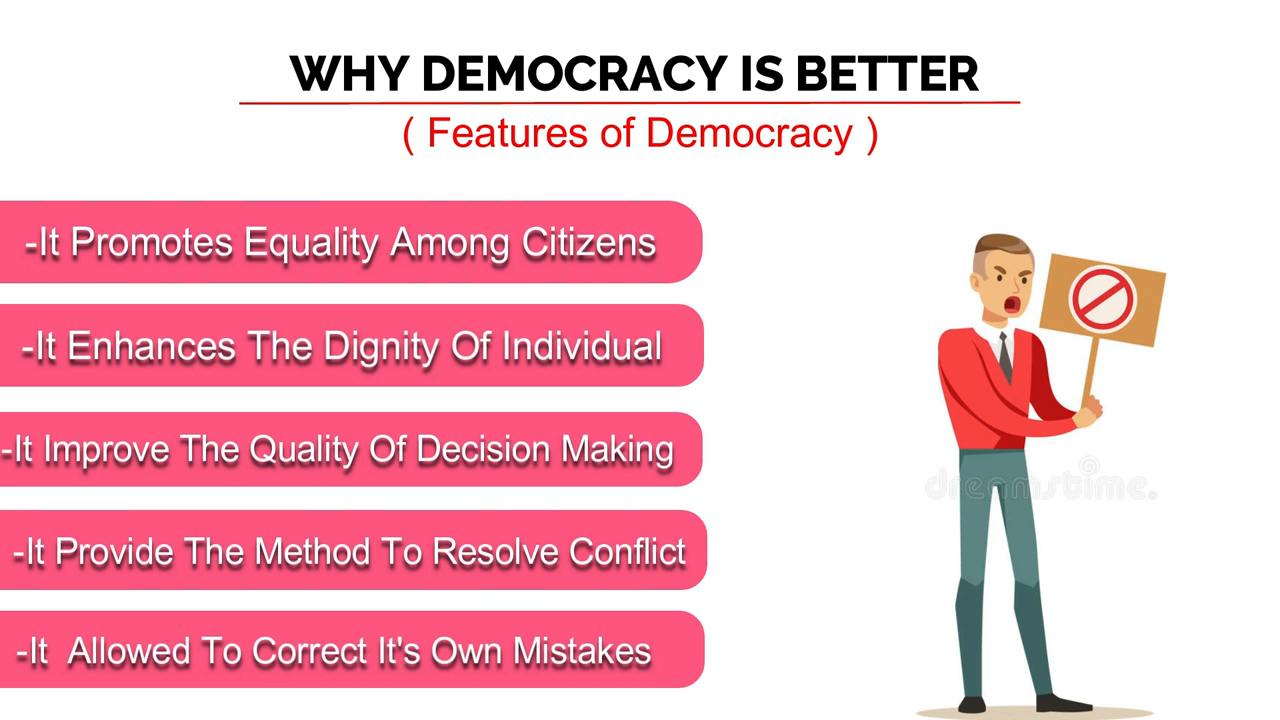 WHY DEMOCRACY IS BETTER
( Features of Democracy )
-It Promotes Equality Among Citizens
-It Enhances The Dignity Of Individual
-It Improve The Quality Of Decision Making
-It Provide The Method To Resolve Conflict
-It  Allowed To Correct It's Own Mistakes
dreamstime.